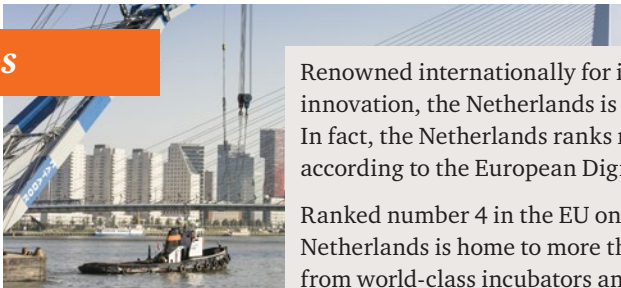 s
Renowned internationally for i
innovation, the Netherlands is
In fact, the Netherlands ranks
according to the European Digi
Ranked number 4 in the EU on
Netherlands is home to more th
from world-class incubators an